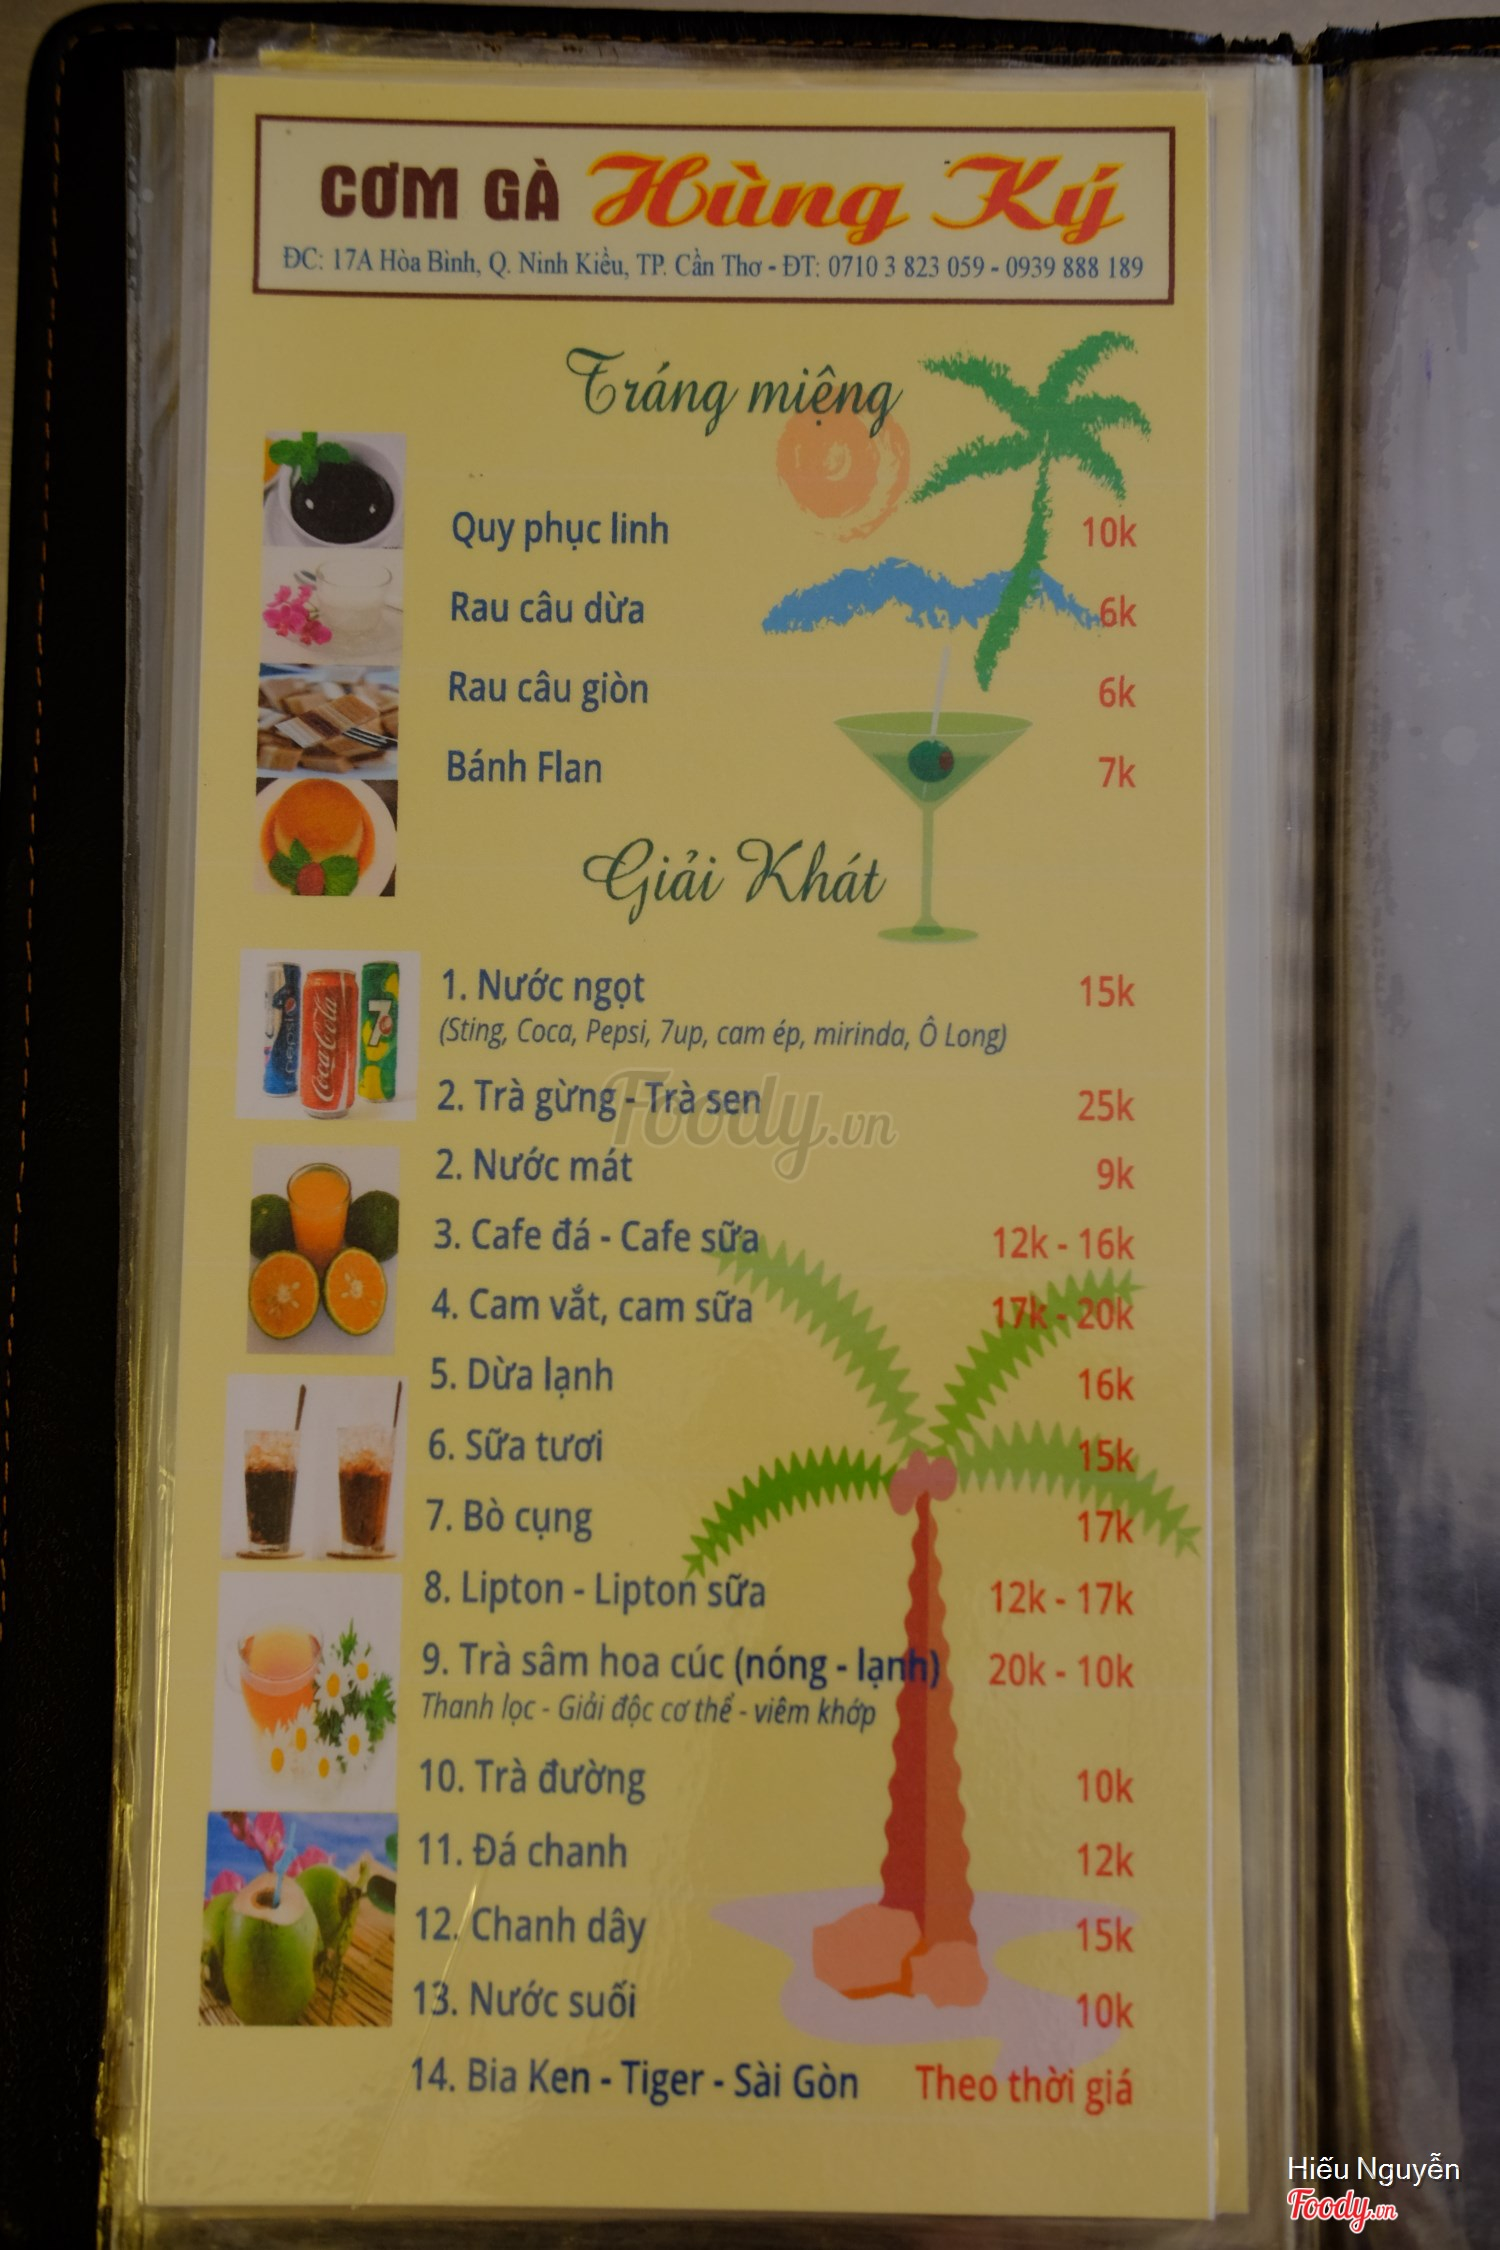 CƠM GÀ Hùng Ký
ĐC: 17A Hòa Bình, Q. Ninh Kiều, TP. Cần Thơ - ĐT: 0710 3 823 059 - 0939 888 189
Tráng miệng
Quy phục linh 10k
Rau câu dừa 6k
Rau câu giòn 6k
Bánh Flan 7k
Giải Khát
1. Nước ngọt 15k
(Sting, Coca, Pepsi, 7up, cam ép, mirinda, Ô Long)
2. Trà gừng - Trà sen 25k
Foody.vn
2. Nước mát 9k
3. Cafe đá - Cafe sữa 12k - 16k
4. Cam vắt, cam sữa 17k - 20k
5. Dừa lạnh 16k
6. Sữa tươi 15k
7. Bò cụng 17k
8. Lipton - Lipton sữa 12k - 17k
9. Trà sâm hoa cúc (nóng - lạnh) 20k - 10k
Thanh lọc - Giải độc cơ thể - viêm khớp
10. Trà đường 10k
11. Đá chanh 12k
12. Chanh dây 15k
13. Nước suối 10k
14. Bia Ken - Tiger - Sài Gòn Theo thời giá
pepsi
Coca-Cola
7
Hiếu Nguyễn
Foody.vn